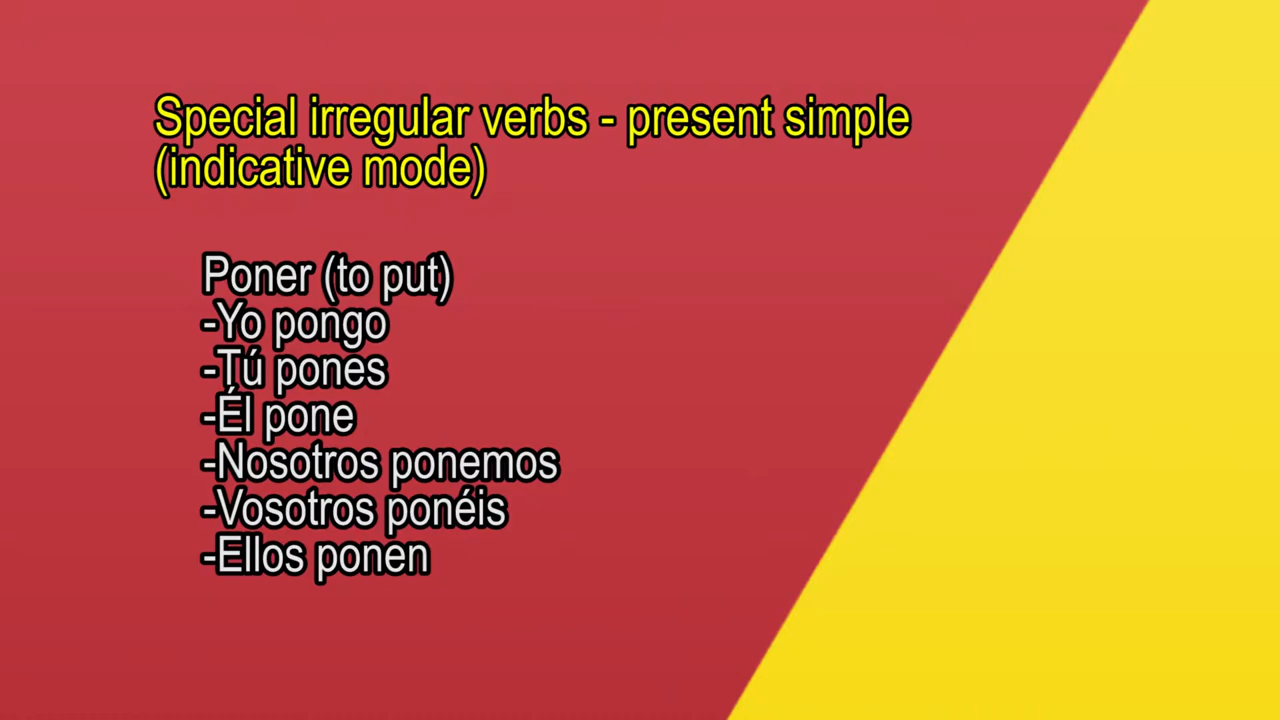 Special irregular verbs - present simple
(indicative mode)
Poner (to put)
-Yo pongo
-Tú pones
-Él pone
-Nosotros ponemos
-Vosotros ponéis
-Ellos ponen